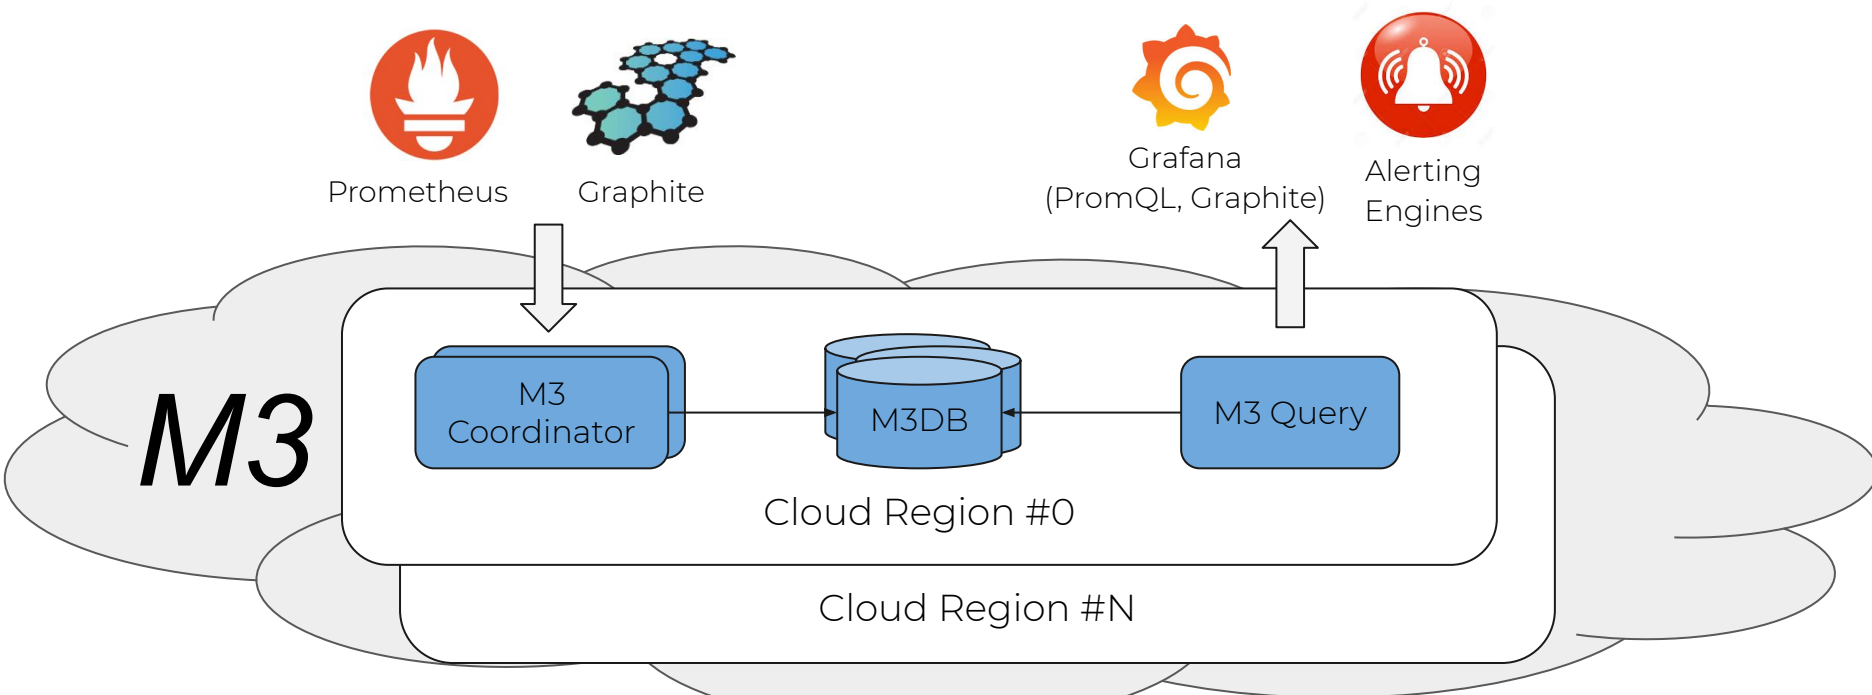 Prometheus
Graphite
Grafana
(PromQL, Graphite)
Alerting
Engines
M3
M3
Coordinator
M3DB
M3 Query
Cloud Region #0
Cloud Region #N